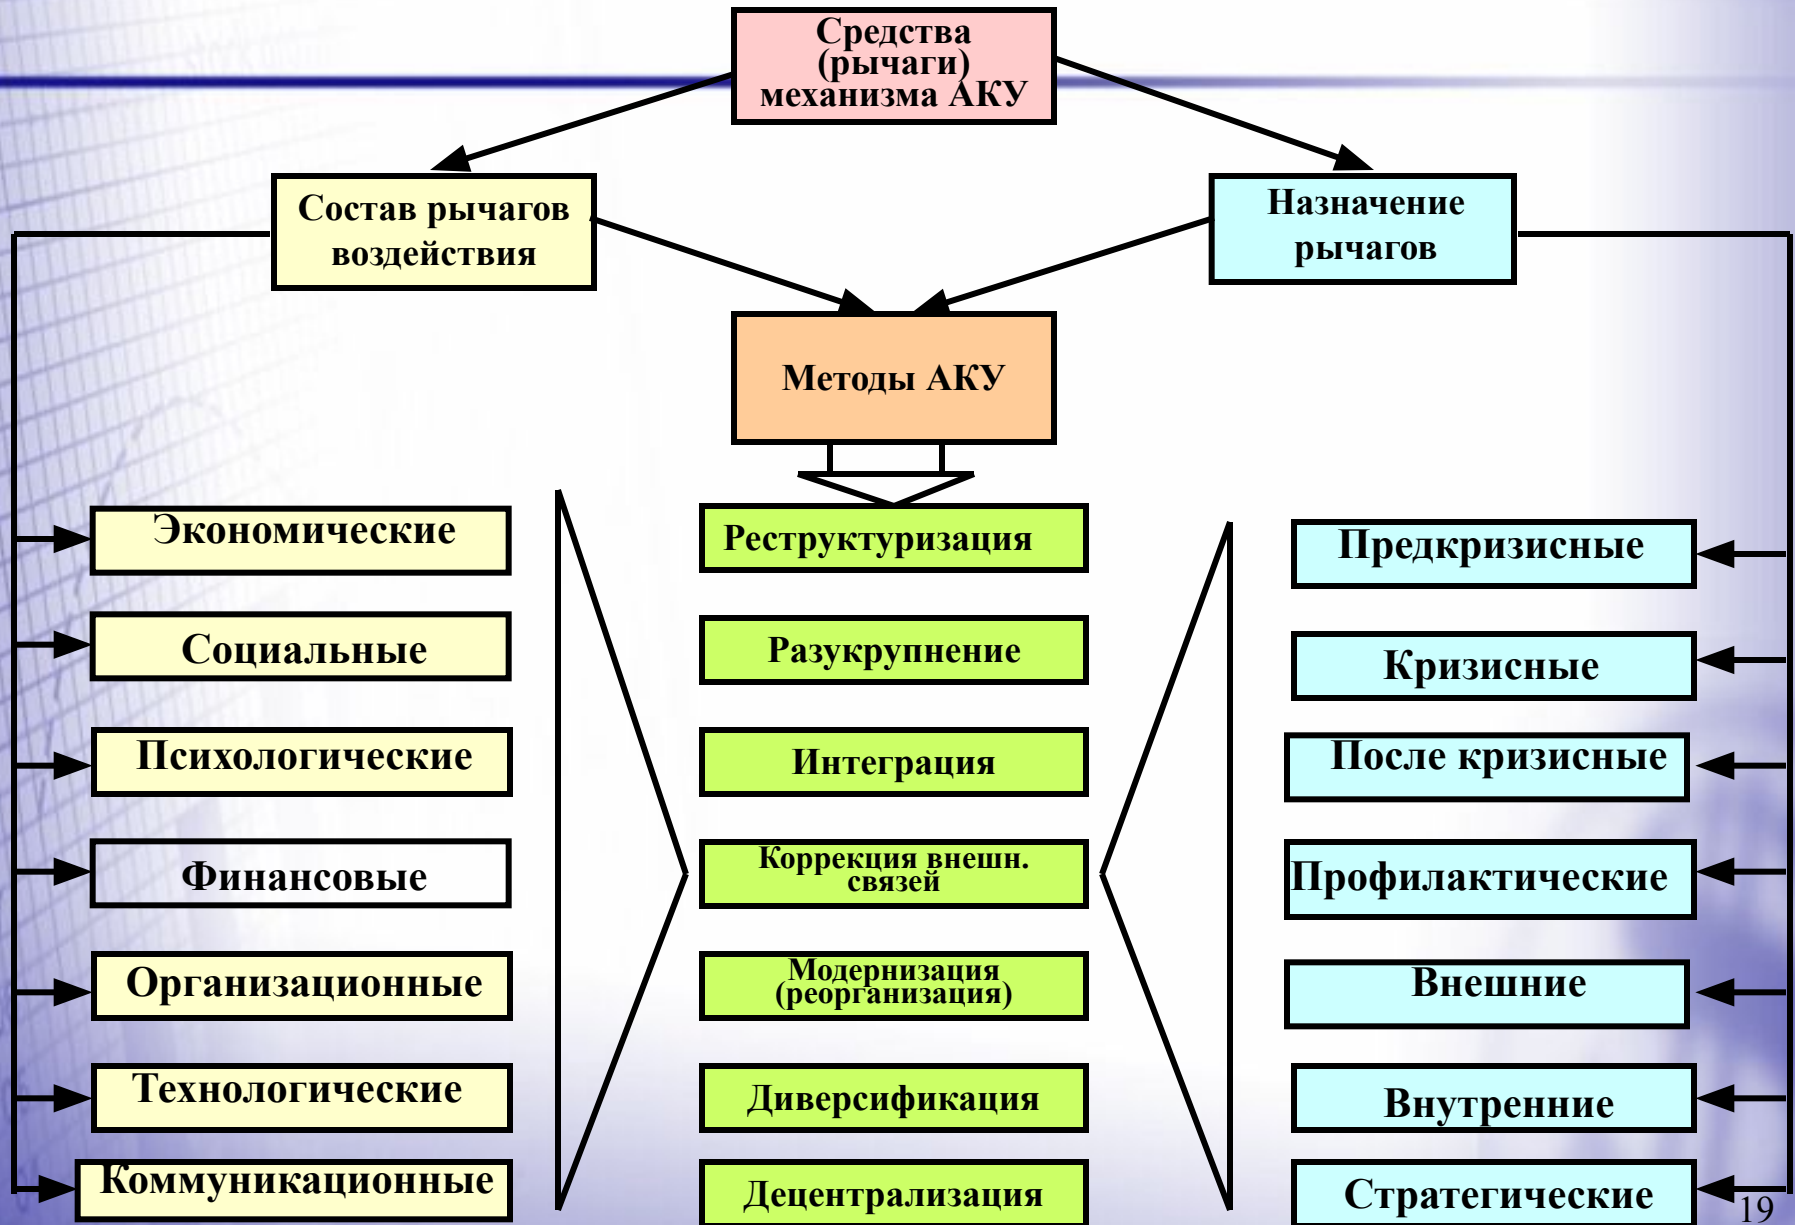 Средства
(рычаги)
механизма АКУ
Состав рычагов
воздействия
Назначение
рычагов
Методы АКУ
Экономические
Социальные
Психологические
Финансовые
Организационные
Технологические
Коммуникационные
Реструктуризация
Разукрупнение
Интеграция
Коррекция внешн.
связей
Модернизация
(реорганизация)
Диверсификация
Децентрализация
Предкризисные
Кризисные
После кризисные
Профилактические
Внешние
Внутренние
Стратегические
19